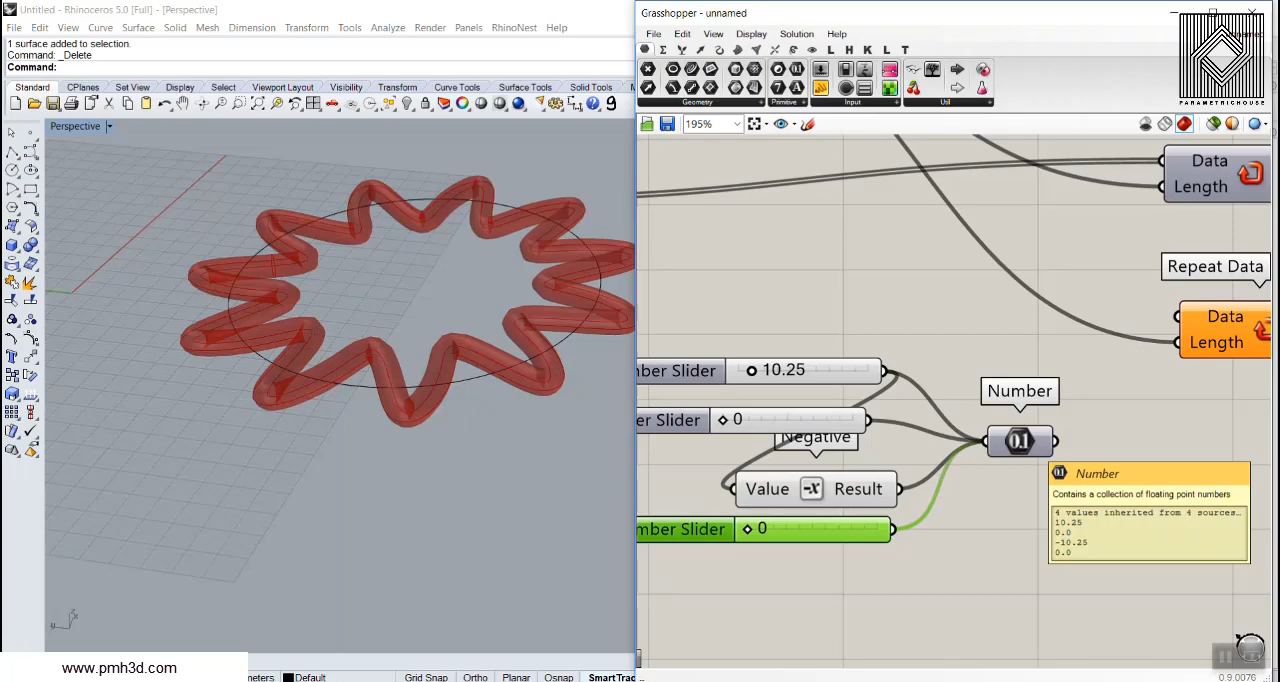 Untitled - Rhinoceros 5.0 [Full] - [Perspective]
File Edit View Curve Surface Solid Mesh Dimension Transform Tools Analyze Render Panels RhinoNest Help
1 surface added to selection.
Command: _Delete
Command:
Standard CPlanes Set View Display Select Viewport Layout Visibility Transform Curve Tools Surface Tools Solid Tools
Perspective
www.pmh3d.com
Default Grid Snap Ortho Planar Osnap SmartTrac
Grasshopper - unnamed
File Edit View Display Solution Help
L H K L T
Geometry Primitive Input Util
PARAMETRICHOUSE
195%
Data
Length
Repeat Data
Data
Length
mber Slider 10.25
er Slider 0
Negative
Value -x Result
mber Slider 0
Number
0.1
Number
Contains a collection of floating point numbers
4 values inherited from 4 sources…
10.25
0.0
-10.25
0.0
0.9.0076